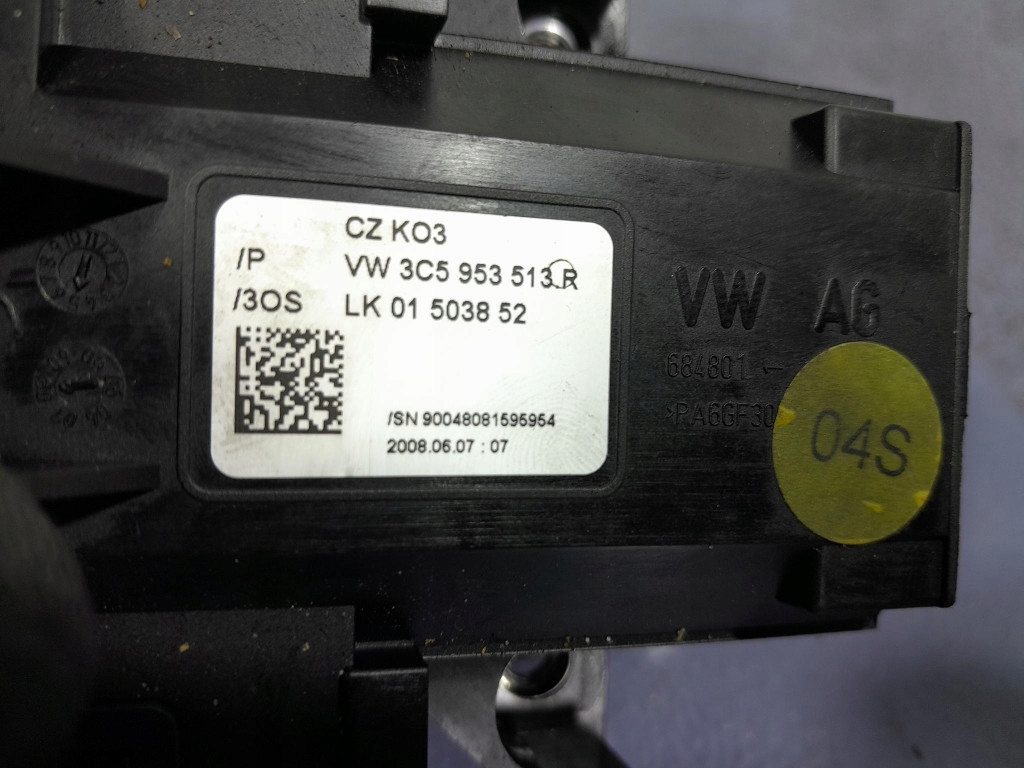 CZ KO3
/P VW 3C5 953 513 R
/3OS LK 01 5038 52
/SN 90048081595954
2008.06.07 : 07
VW AG
684801
>PA6GF30
04S